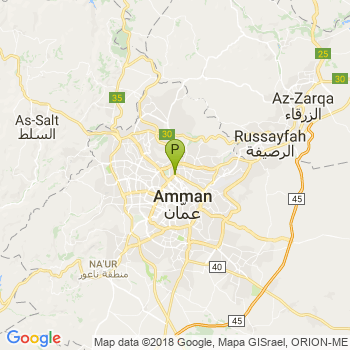 25
Az-Zarqa
الزرقاء
30
35
As-Salt
السلط
30
Russayfah
الرصيفة
P
Amman
عمان
45
NA'UR
منطقة ناعور
40
45
Google
Map data ©2018 Google, Mapa GISrael, ORION-ME